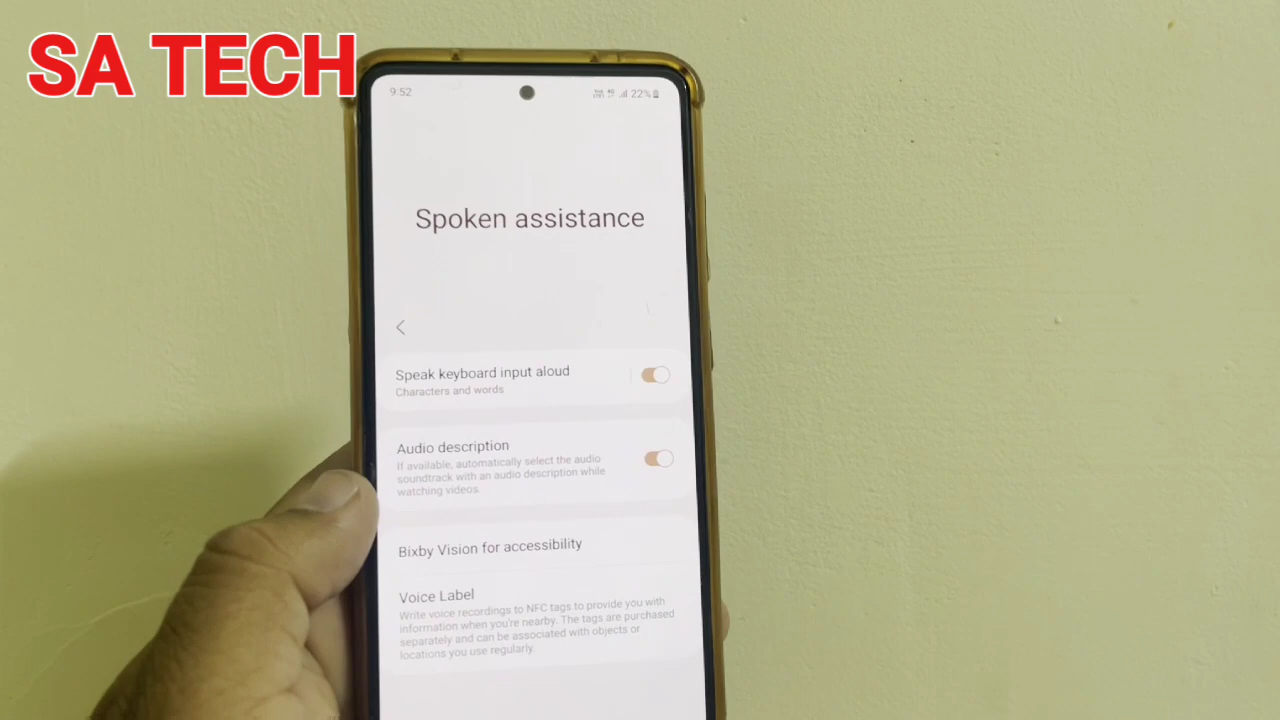 SA TECH
9:52
22%
Spoken assistance
Speak keyboard input aloud
Characters and words
Audio description
If available, automatically select the audio
soundtrack with an audio description while
watching videos.
Bixby Vision for accessibility
Voice Label
Write voice recordings to NFC tags to provide you with
information when you're nearby. The tags are purchased
separately and can be associated with objects or
locations you use regularly.